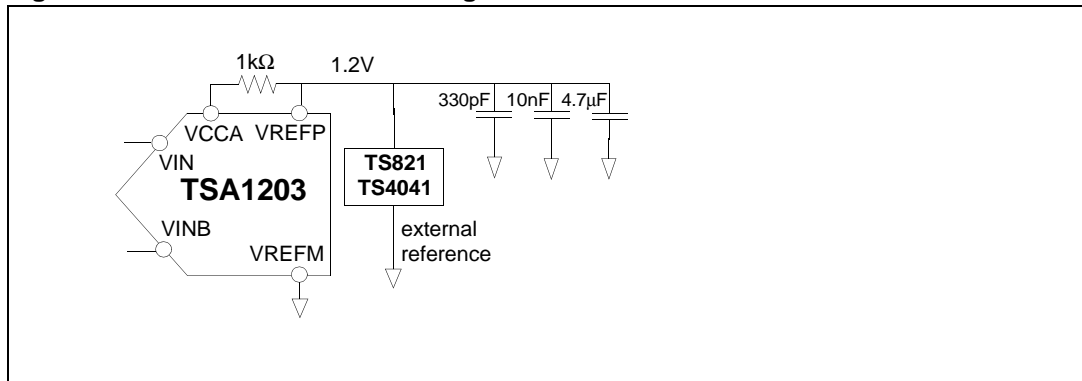 1kΩ
1.2V
330pF 10nF 4.7μF
VCCA VREFP
VIN
TS821
TS4041
TSA1203
VINB
external
reference
VREFM